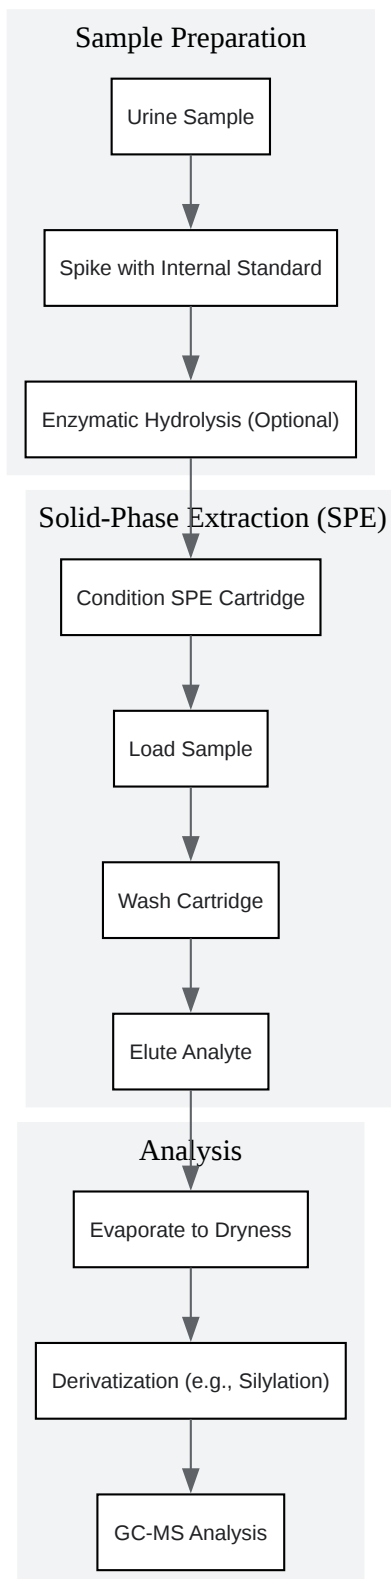 Sample Preparation
Urine Sample
Spike with Internal Standard
Enzymatic Hydrolysis (Optional)
Solid-Phase Extraction (SPE)
Condition SPE Cartridge
Load Sample
Wash Cartridge
Elute Analyte
Analysis
Evaporate to Dryness
Derivatization (e.g., Silylation)
GC-MS Analysis